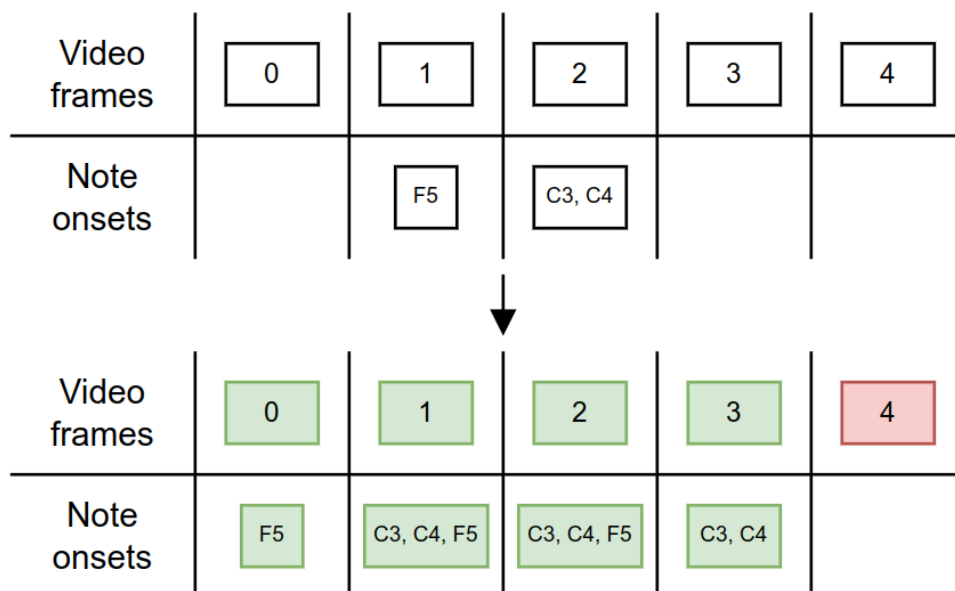 Video
frames
0 1 2 3 4
Note
onsets
F5 C3, C4
Video
frames
0 1 2 3 4
Note
onsets
F5 C3, C4, F5 C3, C4, F5 C3, C4